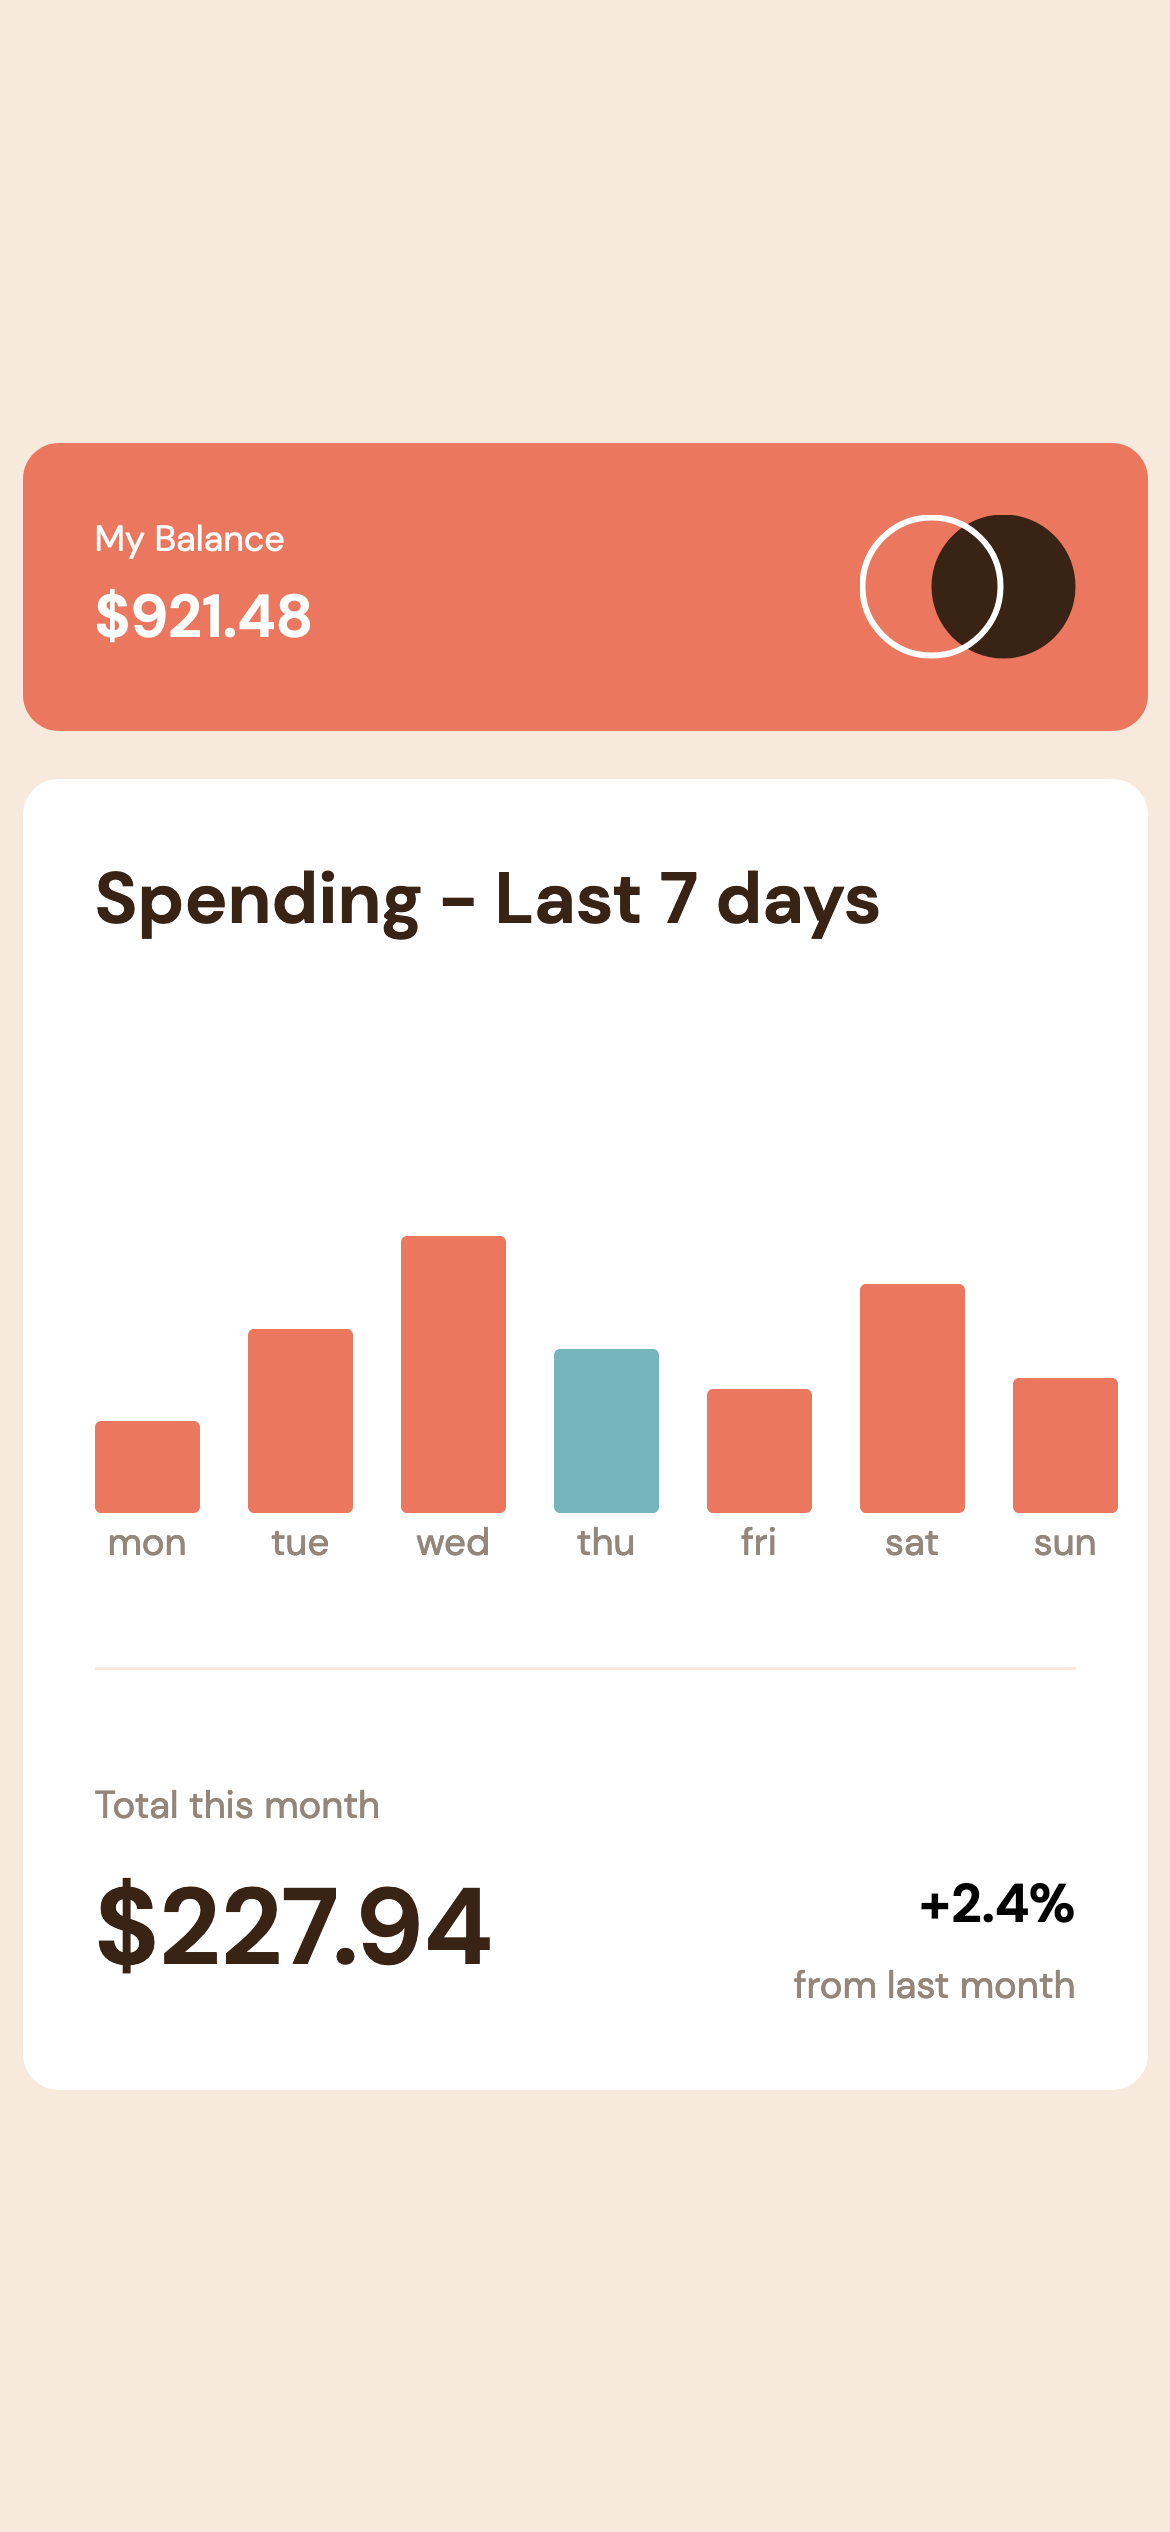 My Balance
$921.48
Spending - Last 7 days
mon tue wed thu fri sat sun
Total this month
$227.94
+2.4%
from last month